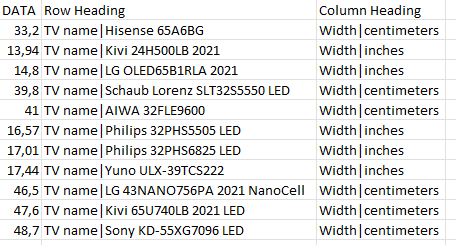 DATA Row Heading Column Heading
33,2 TV name|Hisense 65A6BG Width|centimeters
13,94 TV name|Kivi 24H500LB 2021 Width|inches
14,8 TV name|LG OLED65B1RLA 2021 Width|inches
39,8 TV name|Schaub Lorenz SLT32S5550 LED Width|centimeters
41 TV name|AIWA 32FLE9600 Width|centimeters
16,57 TV name|Philips 32PHS5505 LED Width|inches
17,01 TV name|Philips 32PHS6825 LED Width|inches
17,44 TV name|Yuno ULX-39TCS222 Width|inches
46,5 TV name|LG 43NANO756PA 2021 NanoCell Width|centimeters
47,6 TV name|Kivi 65U740LB 2021 LED Width|centimeters
48,7 TV name|Sony KD-55XG7096 LED Width|centimeters